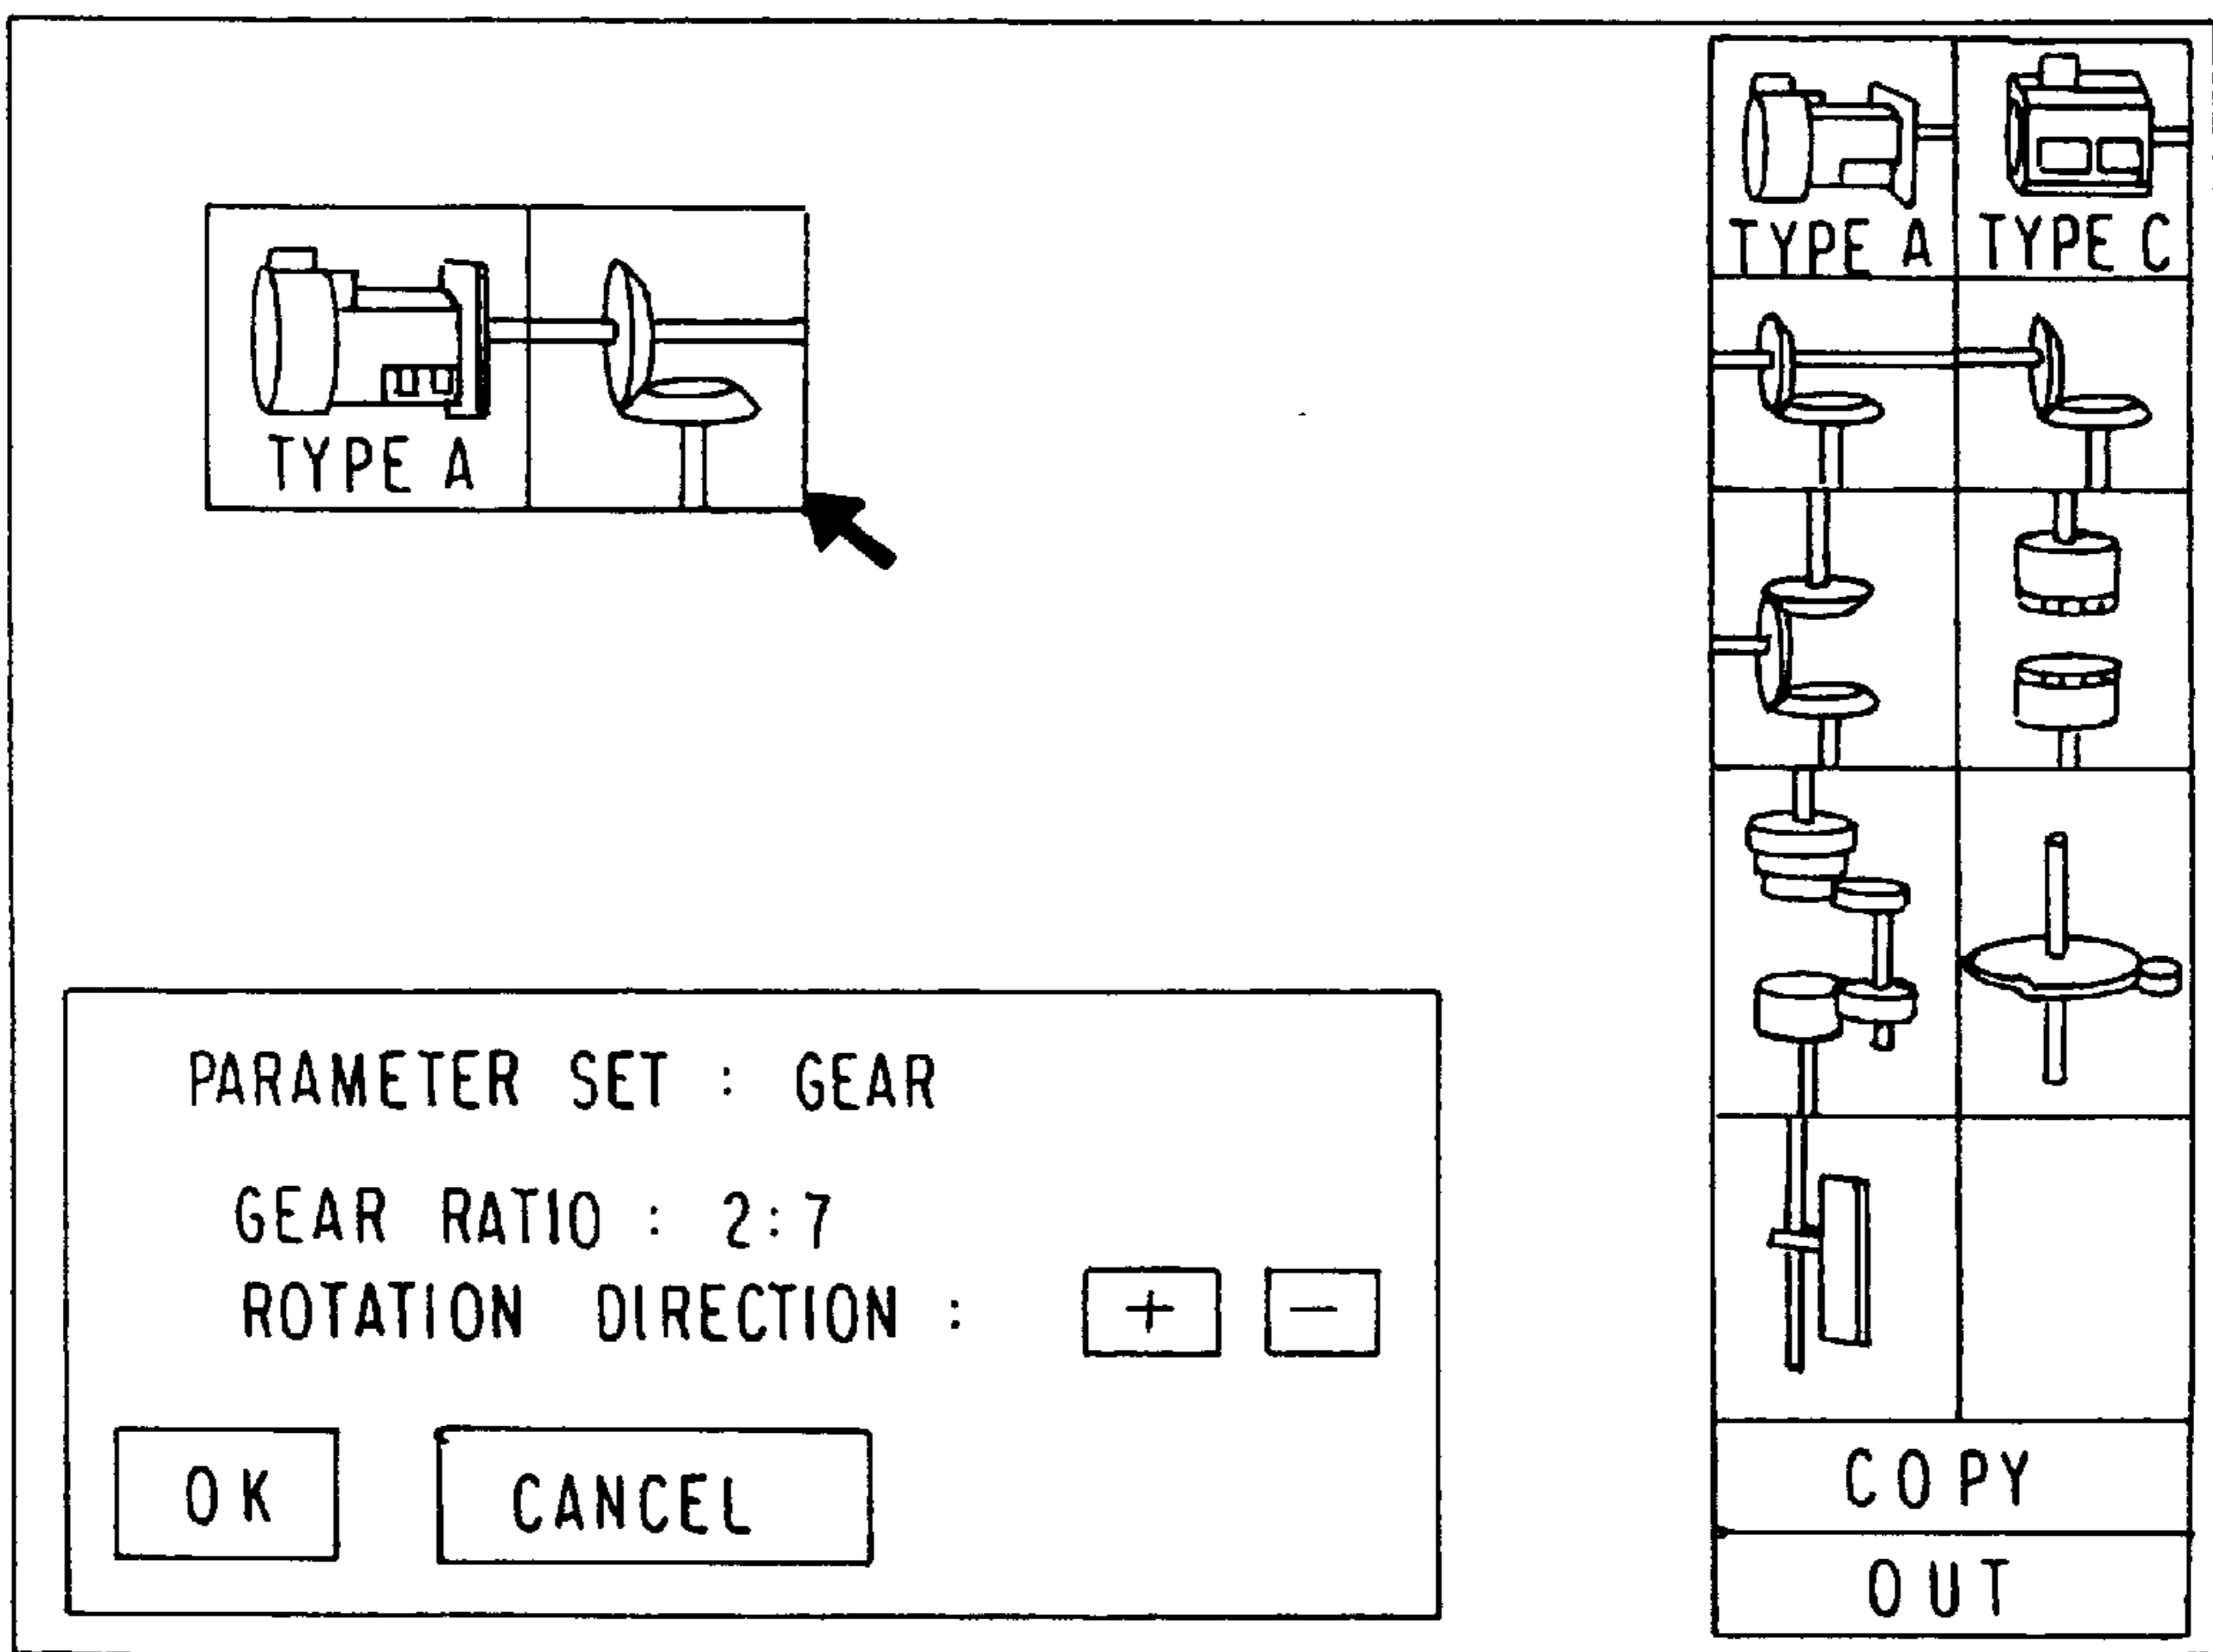 TYPE A TYPE C
TYPE A
PARAMETER SET : GEAR
GEAR RATIO : 2:7
ROTATION DIRECTION : + -
OK CANCEL
COPY
OUT